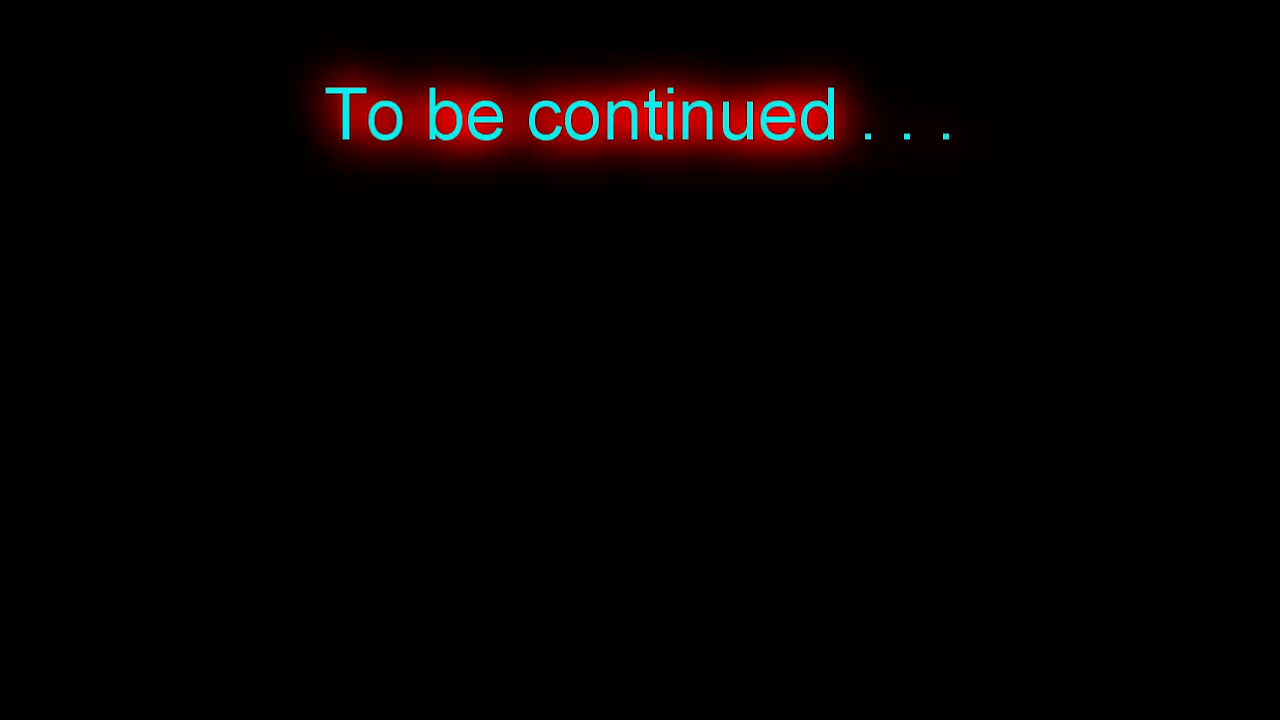 To be continued . . .